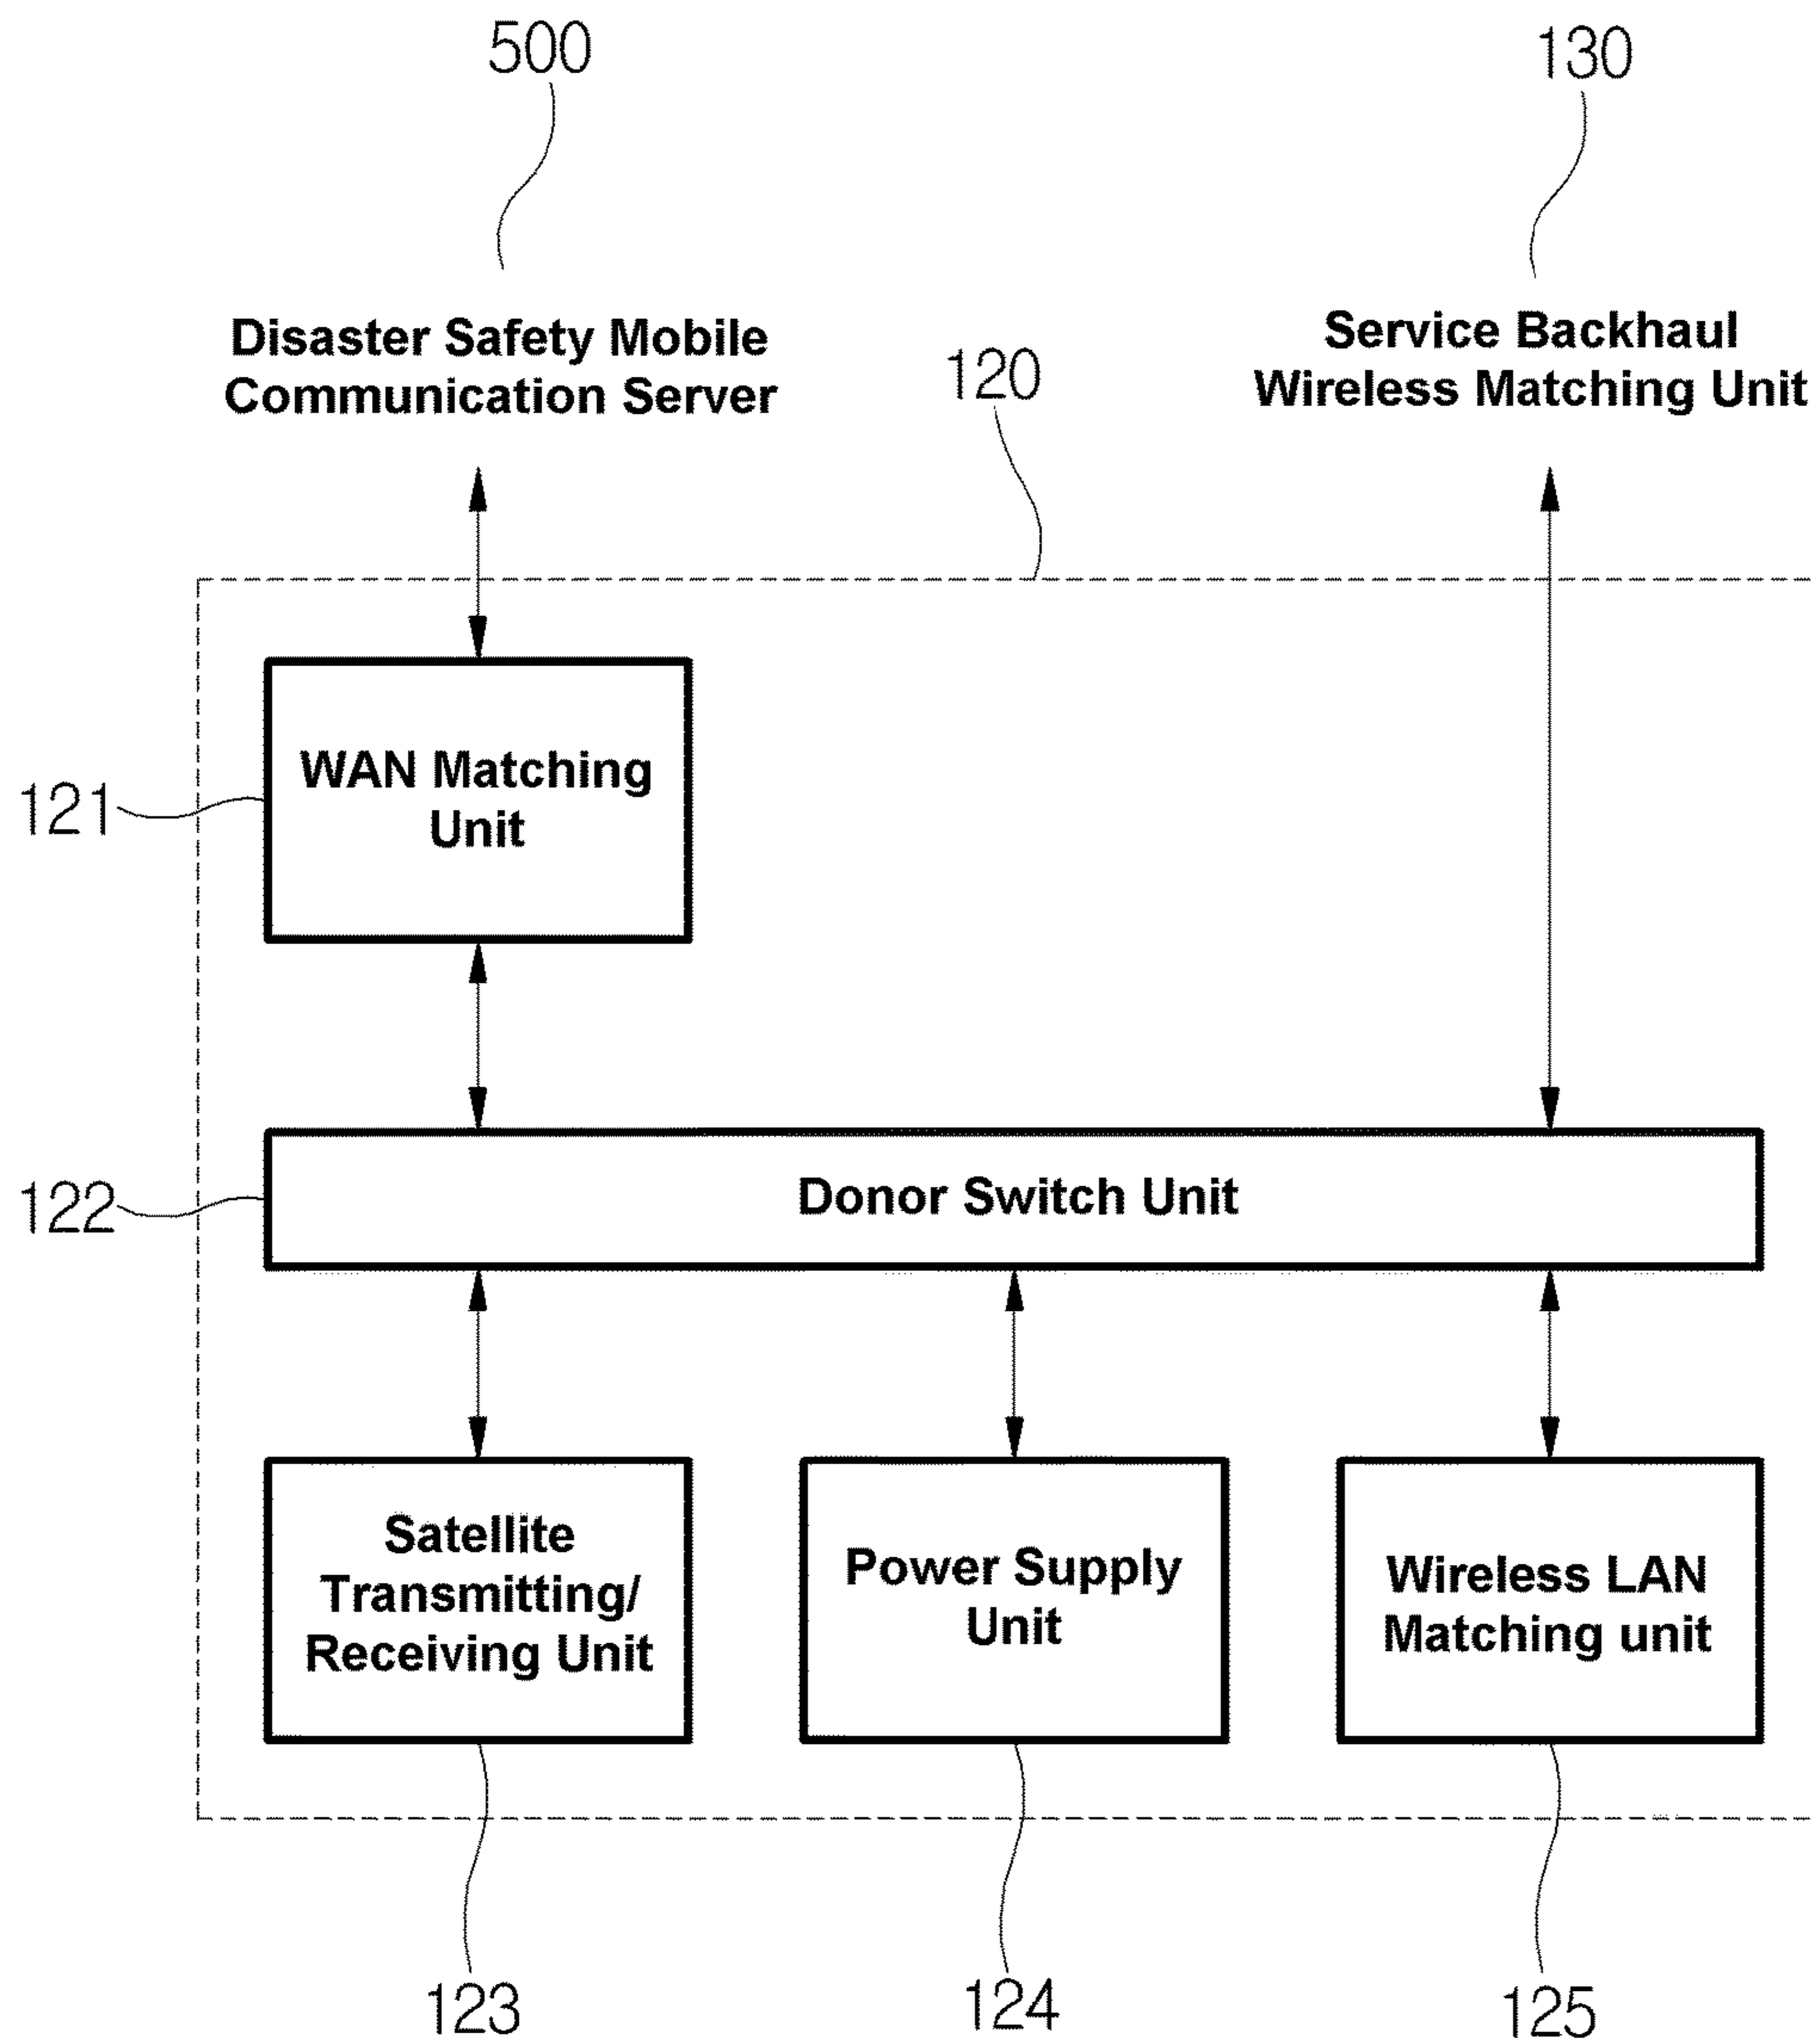 500
130
Disaster Safety Mobile
Communication Server
120
Service Backhaul
Wireless Matching Unit
WAN Matching
Unit
121
Donor Switch Unit
122
Satellite
Transmitting/
Receiving Unit
Power Supply
Unit
Wireless LAN
Matching unit
123
124
125